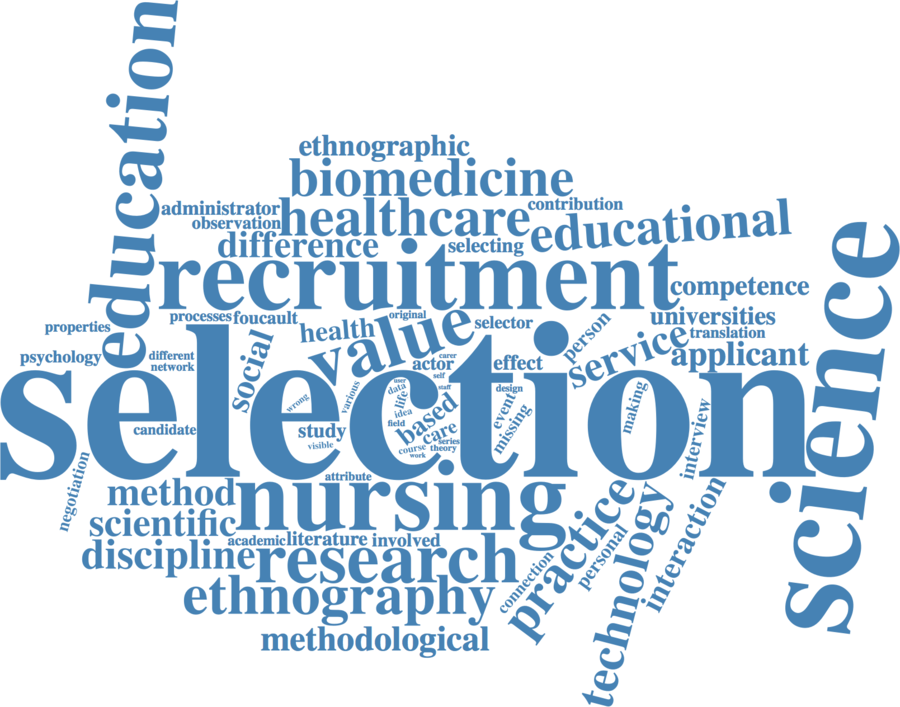 education
ethnographic
biomedicine
administrator
contribution
observation
healthcare
educational
difference
selecting
recruitment
science
competence
properties
processes
foucault
health
original
value
selector
person
universities
translation
psychology
different
network
social
actor
carer
self
effect
service
applicant
selection
candidate
wrong
various
study
visible
user
data
life
staff
idea
field
based
care
course
series
theory
work
design
event
missing
making
interview
negotiation
method
attribute
nursing
scientific
academic
literature
involved
discipline
research
practice
personal
technology
interaction
connection
ethnography
methodological